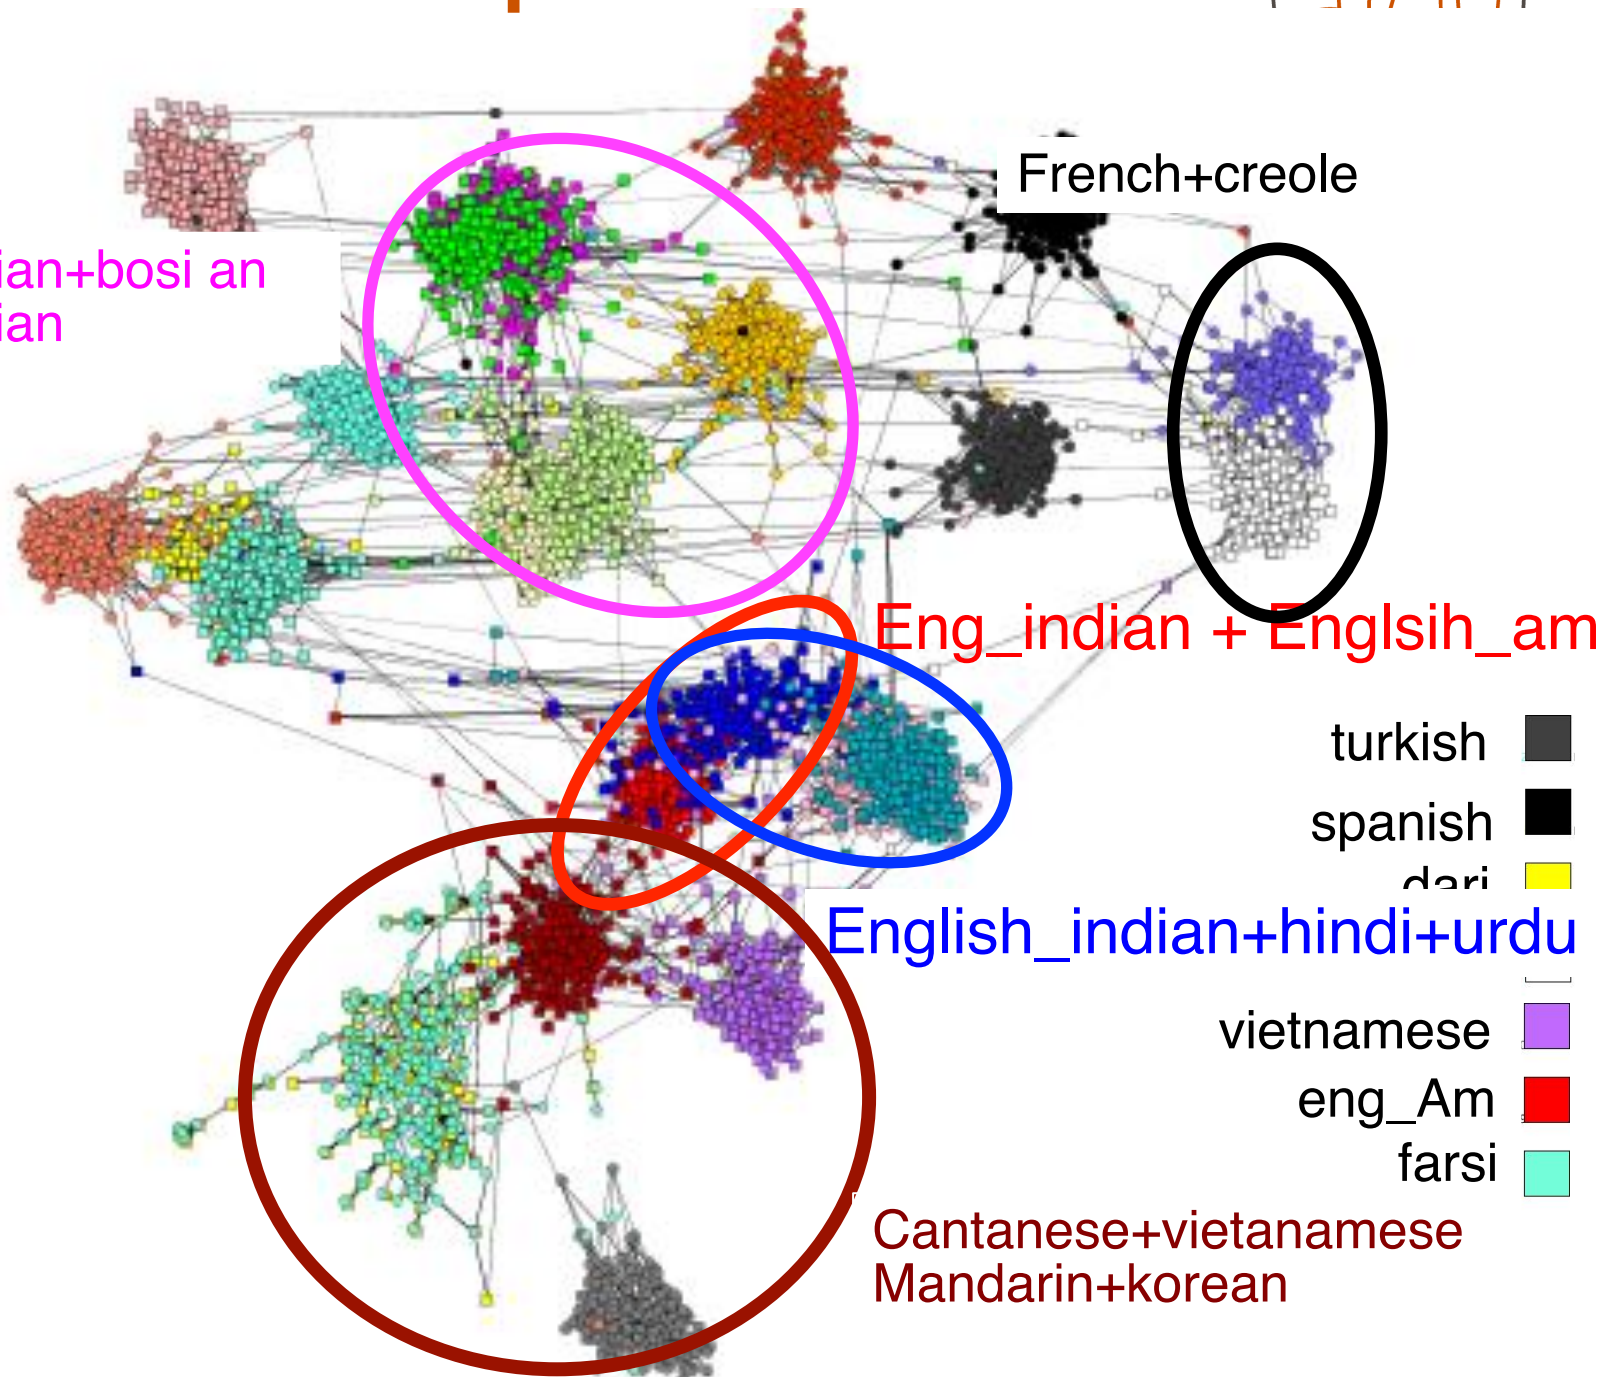 French+creole
ian+bosi an
ian
Eng_indian + Englsih_am
turkish
spanish
dari
English_indian+hindi+urdu
vietnamese
eng_Am
farsi
Cantanese+vietanamese
Mandarin+korean